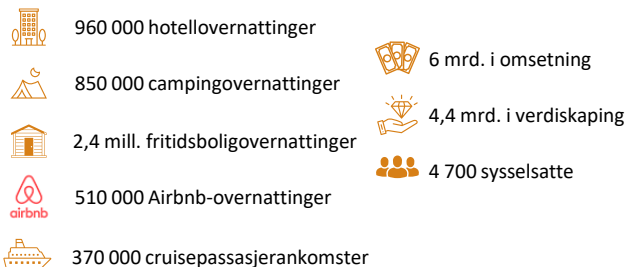 960 000 hotellovernattinger
850 000 campingovernattinger
2,4 mill. fritidsboligovernattinger
airbnb
510 000 Airbnb-overnattinger
370 000 cruisepassasjerankomster
6 mrd. i omsetning
4,4 mrd. i verdiskaping
4 700 sysselsatte